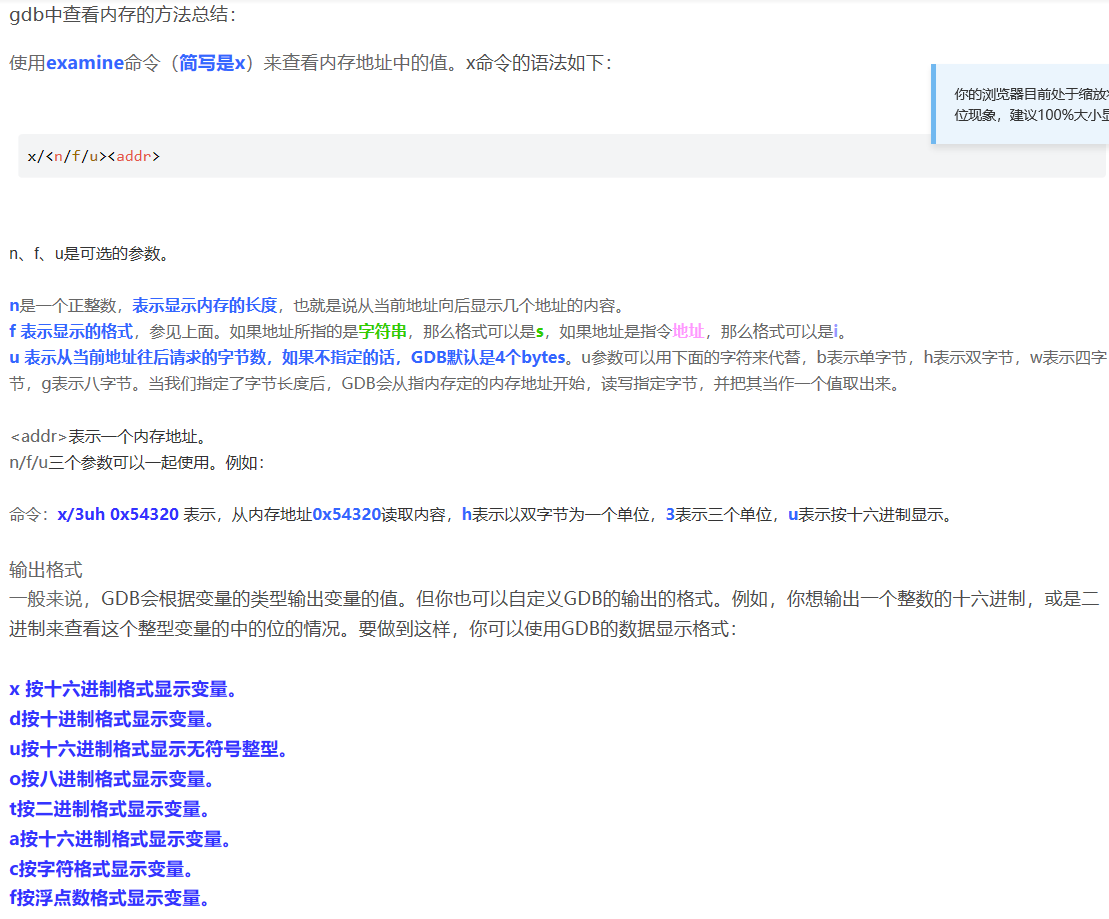 gdb中查看内存的方法总结：
使用examine命令（简写是x）来查看内存地址中的值。x命令的语法如下：
你的浏览器目前处于缩放
位现象，建议100%大小显
x/<n/f/u><addr>
n、f、u是可选的参数。
n是一个正整数，表示显示内存的长度，也就是说从当前地址向后显示几个地址的内容。
f 表示显示的格式，参见上面。如果地址所指的是字符串，那么格式可以是s，如果地址是指令地址，那么格式可以是i。
u 表示从当前地址往后请求的字节数，如果不指定的话，GDB默认是4个bytes。u参数可以用下面的字符来代替，b表示单字节，h表示双字节，w表示四字
节，g表示八字节。当我们指定了字节长度后，GDB会从指内存定的内存地址开始，读写指定字节，并把其当作一个值取出来。
<addr>表示一个内存地址。
n/f/u三个参数可以一起使用。例如：
命令：x/3uh 0x54320 表示，从内存地址0x54320读取内容，h表示以双字节为一个单位，3表示三个单位，u表示按十六进制显示。
输出格式
一般来说，GDB会根据变量的类型输出变量的值。但你也可以自定义GDB的输出的格式。例如，你想输出一个整数的十六进制，或是二
进制来查看这个整型变量的中的位的情况。要做到这样，你可以使用GDB的数据显示格式：
x 按十六进制格式显示变量。
d按十进制格式显示变量。
u按十六进制格式显示无符号整型。
o按八进制格式显示变量。
t按二进制格式显示变量。
a按十六进制格式显示变量。
c按字符格式显示变量。
f按浮点数格式显示变量。